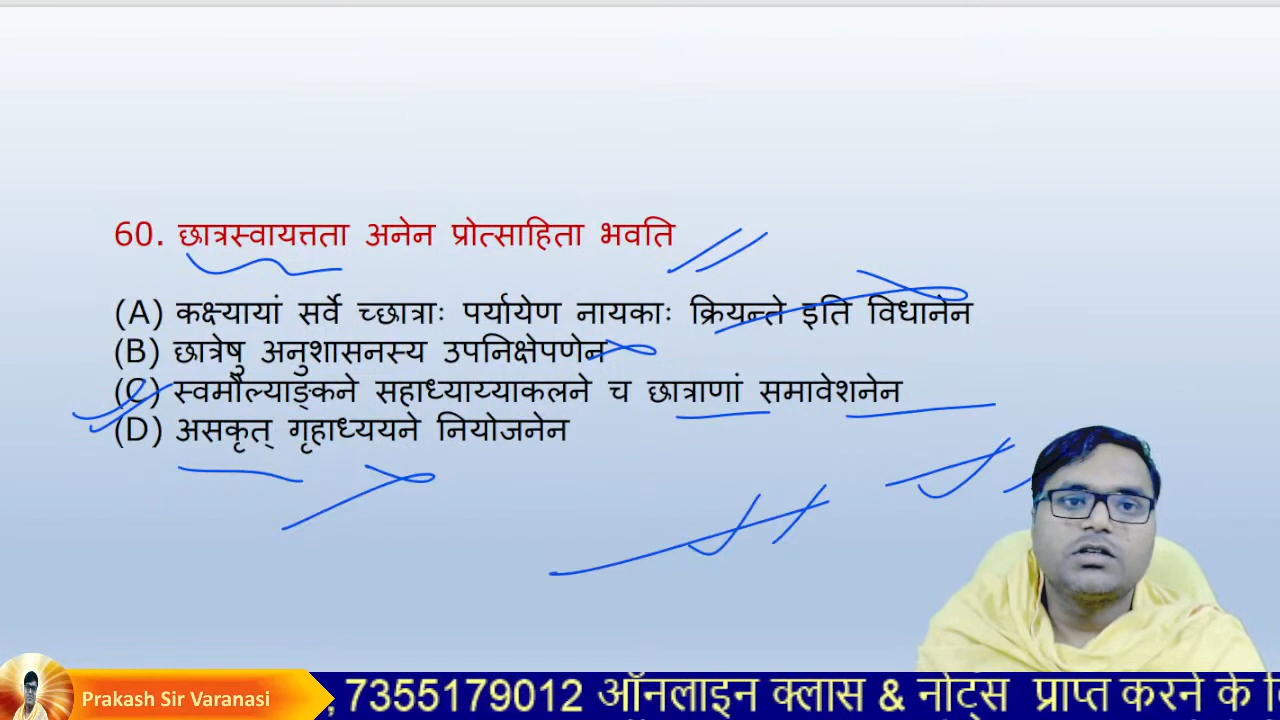 60. छात्रस्वायत्तता अनेन प्रोत्साहिता भवति
(A) कक्ष्यायां सर्वे च्छात्राः पर्यायेण नायकाः क्रियन्ते इति विधानेन
(B) छात्रेषु अनुशासनस्य उपनिक्षेपणेन
(C) स्वमौल्याङ्कने सहाध्याय्याकलने च छात्राणां समावेशनेन
(D) असकृत् गृहाध्ययने नियोजनेन
Prakash Sir Varanasi
, 7355179012 ऑनलाइन क्लास & नोट्स प्राप्त करने के